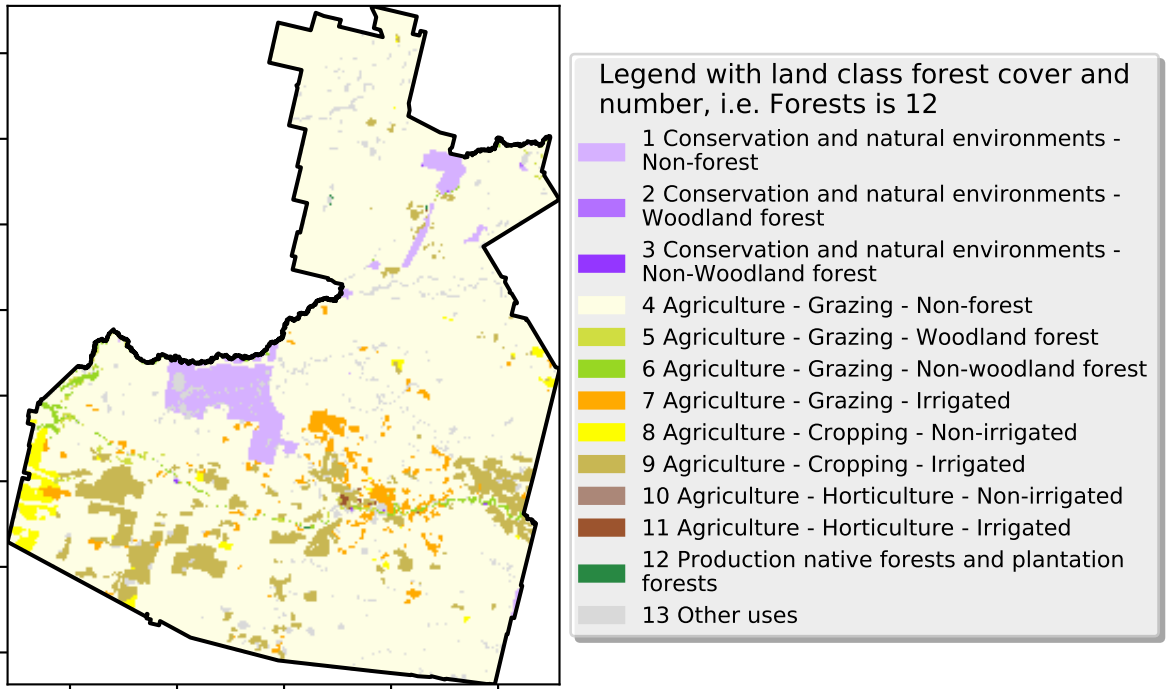 Legend with land class forest cover and
number, i.e. Forests is 12
1 Conservation and natural environments -
Non-forest
2 Conservation and natural environments -
Woodland forest
3 Conservation and natural environments -
Non-Woodland forest
4 Agriculture - Grazing - Non-forest
5 Agriculture - Grazing - Woodland forest
6 Agriculture - Grazing - Non-woodland forest
7 Agriculture - Grazing - Irrigated
8 Agriculture - Cropping - Non-irrigated
9 Agriculture - Cropping - Irrigated
10 Agriculture - Horticulture - Non-irrigated
11 Agriculture - Horticulture - Irrigated
12 Production native forests and plantation
forests
13 Other uses